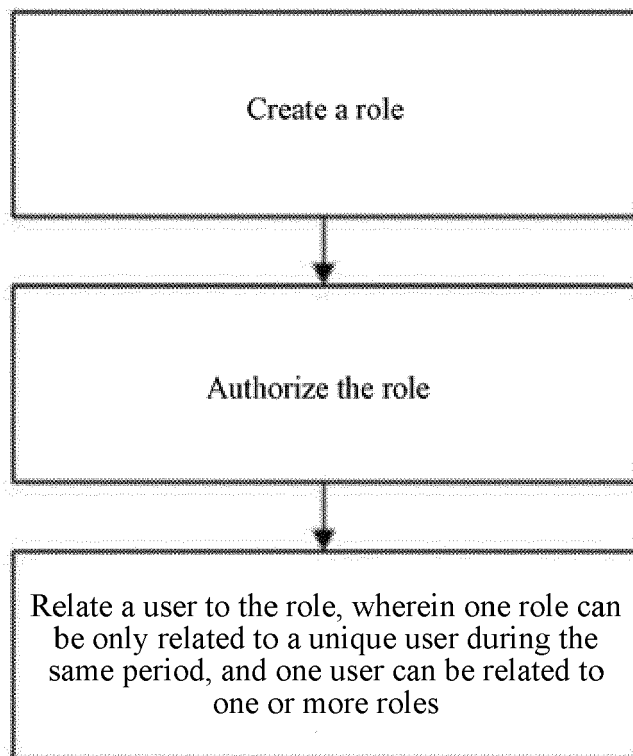 Create a role
Authorize the role
Relate a user to the role, wherein one role can
be only related to a unique user during the
same period, and one user can be related to
one or more roles